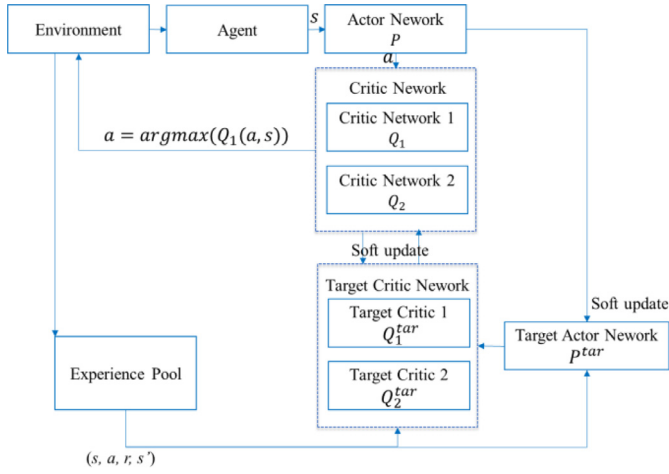 Environment
Agent
s
Actor Nework
P
a
Critic Nework
Critic Network 1
Q₁
a = argmax(Q₁(a, s))
Critic Nework 2
Q₂
Soft update
Target Critic Nework
Target Critic 1
Q₁ᵗᵃʳ
Soft update
Target Actor Nework
Pᵗᵃʳ
Experience Pool
Target Critic 2
Q₂ᵗᵃʳ
(s, a, r, s’)